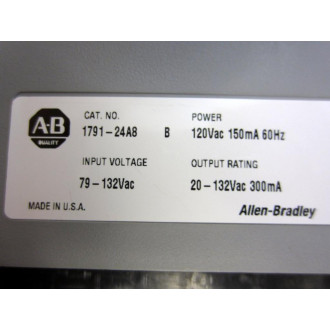 A-B
QUALITY
CAT. NO.
1791-24A8 B
POWER
120Vac 150mA 60Hz
INPUT VOLTAGE
79-132Vac
OUTPUT RATING
20-132Vac 300mA
MADE IN U.S.A.
Allen-Bradley